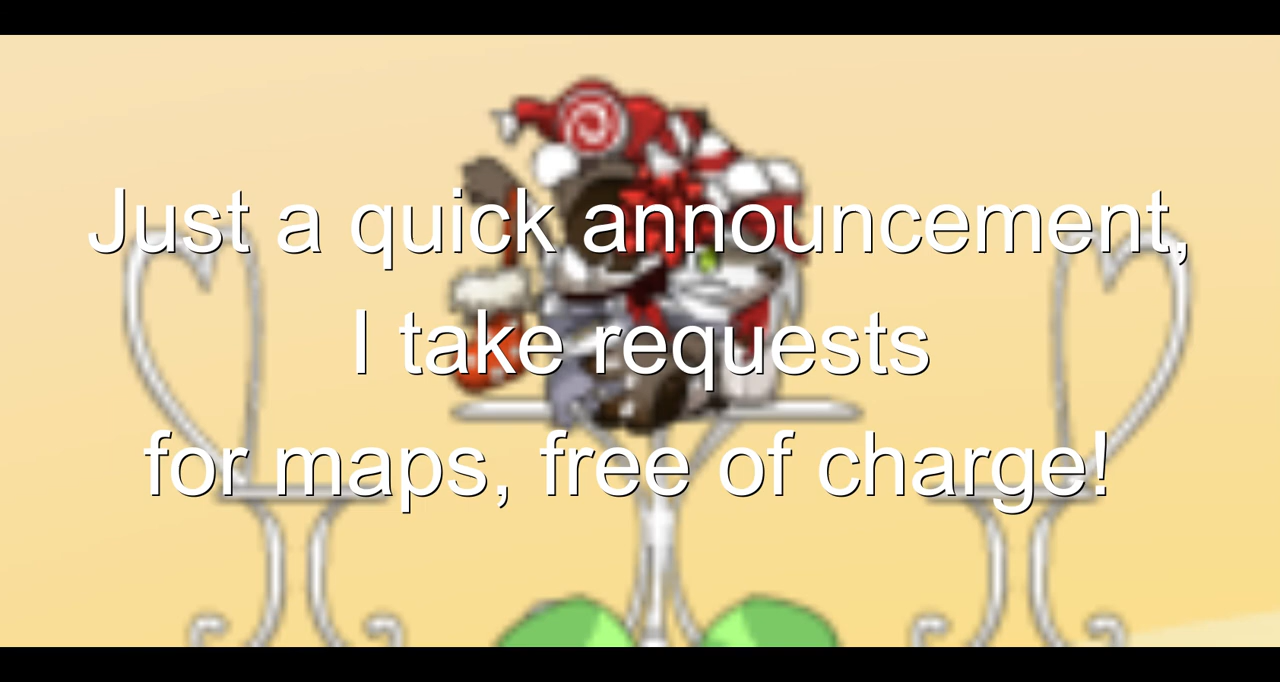 Just a quick announcement,
I take requests
for maps, free of charge!